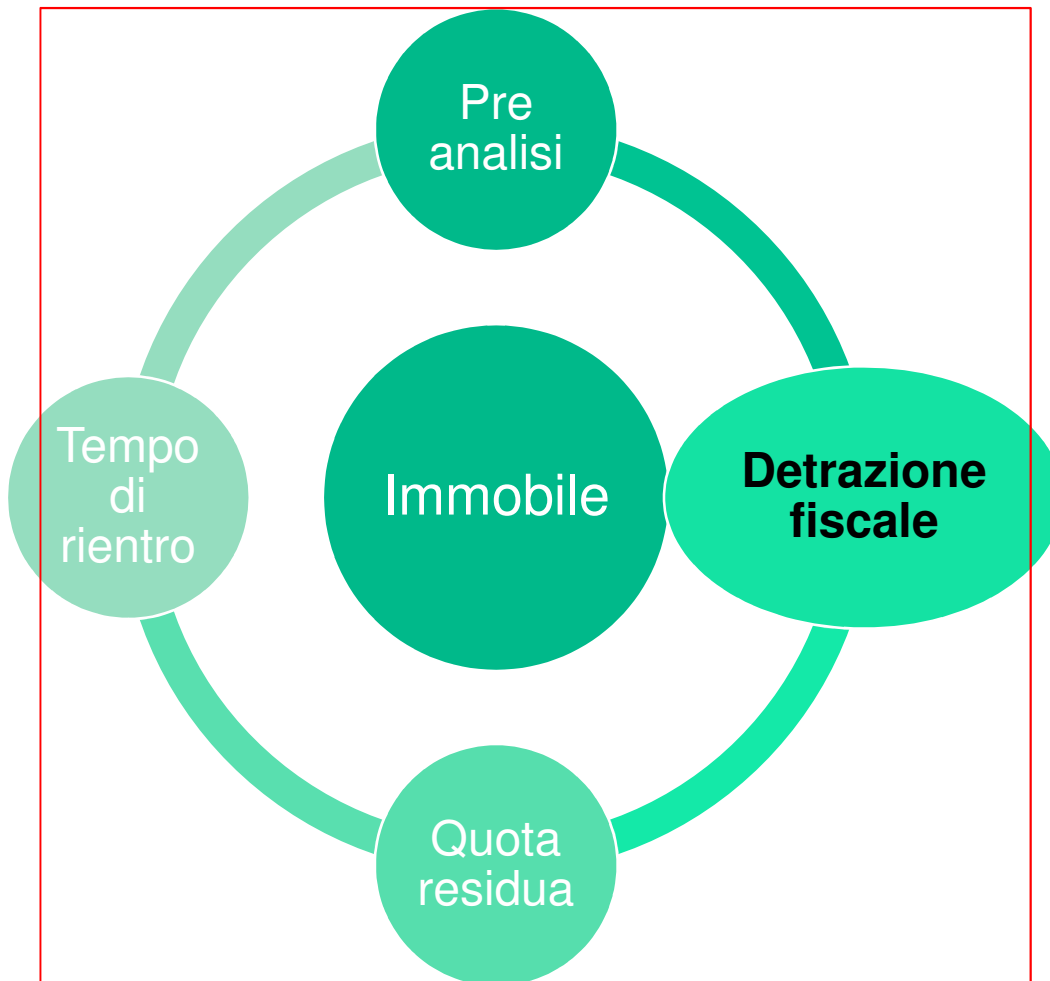 Pre
analisi
Tempo
di
rientro
Immobile
Detrazione
fiscale
Quota
residua